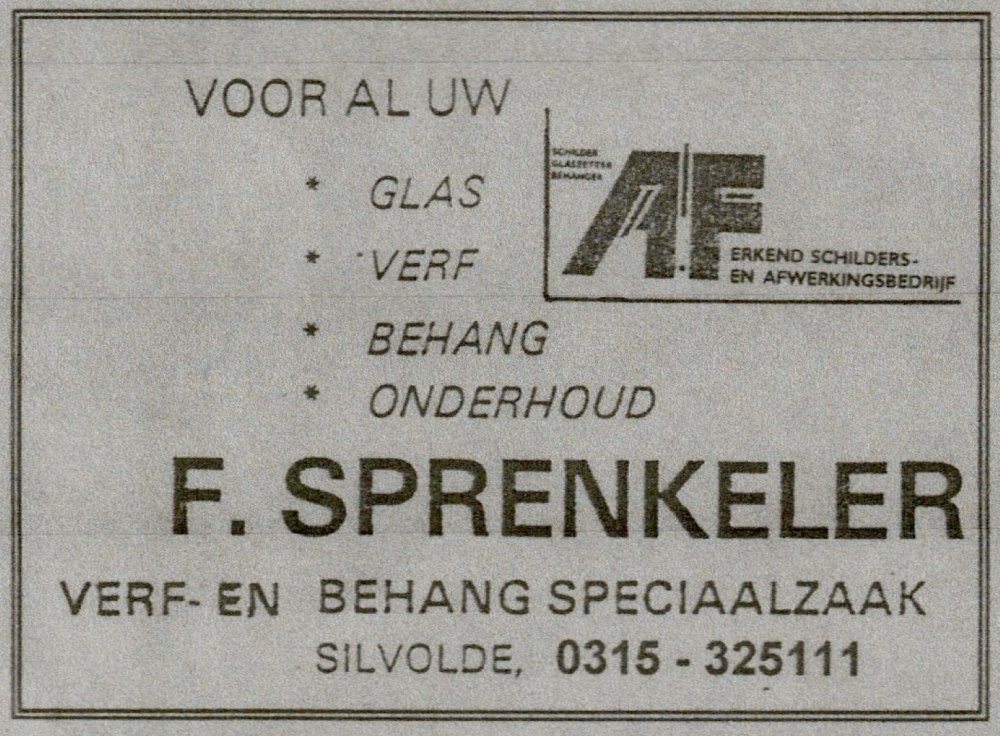 VOOR AL UW
* GLAS
* VERF
* BEHANG
* ONDERHOUD
SCHILDER
GLASZETTER
BEHANGER
A.F
ERKEND SCHILDERS-
EN AFWERKINGSBEDRIJF
F. SPRENKELER
VERF- EN BEHANG SPECIAALZAAK
SILVOLDE, 0315 - 325111